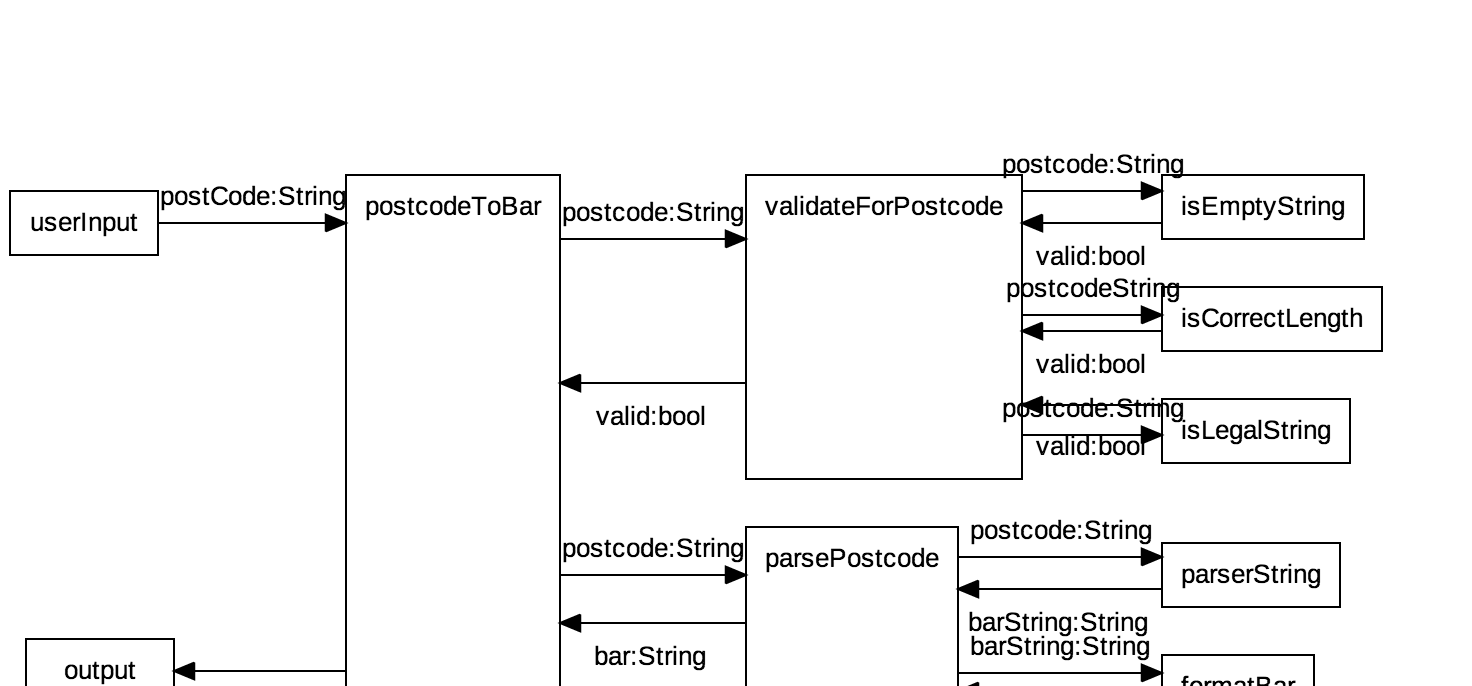 postcode:String
postCode:String
userInput
postcodeToBar
postcode:String
validateForPostcode
isEmptyString
valid:bool
postcodeString
isCorrectLength
valid:bool
valid:bool
postcode:String
isLegalString
valid:bool
postcode:String
parsePostcode
postcode:String
parserString
barString:String
barString:String
bar:String
output
formatBar